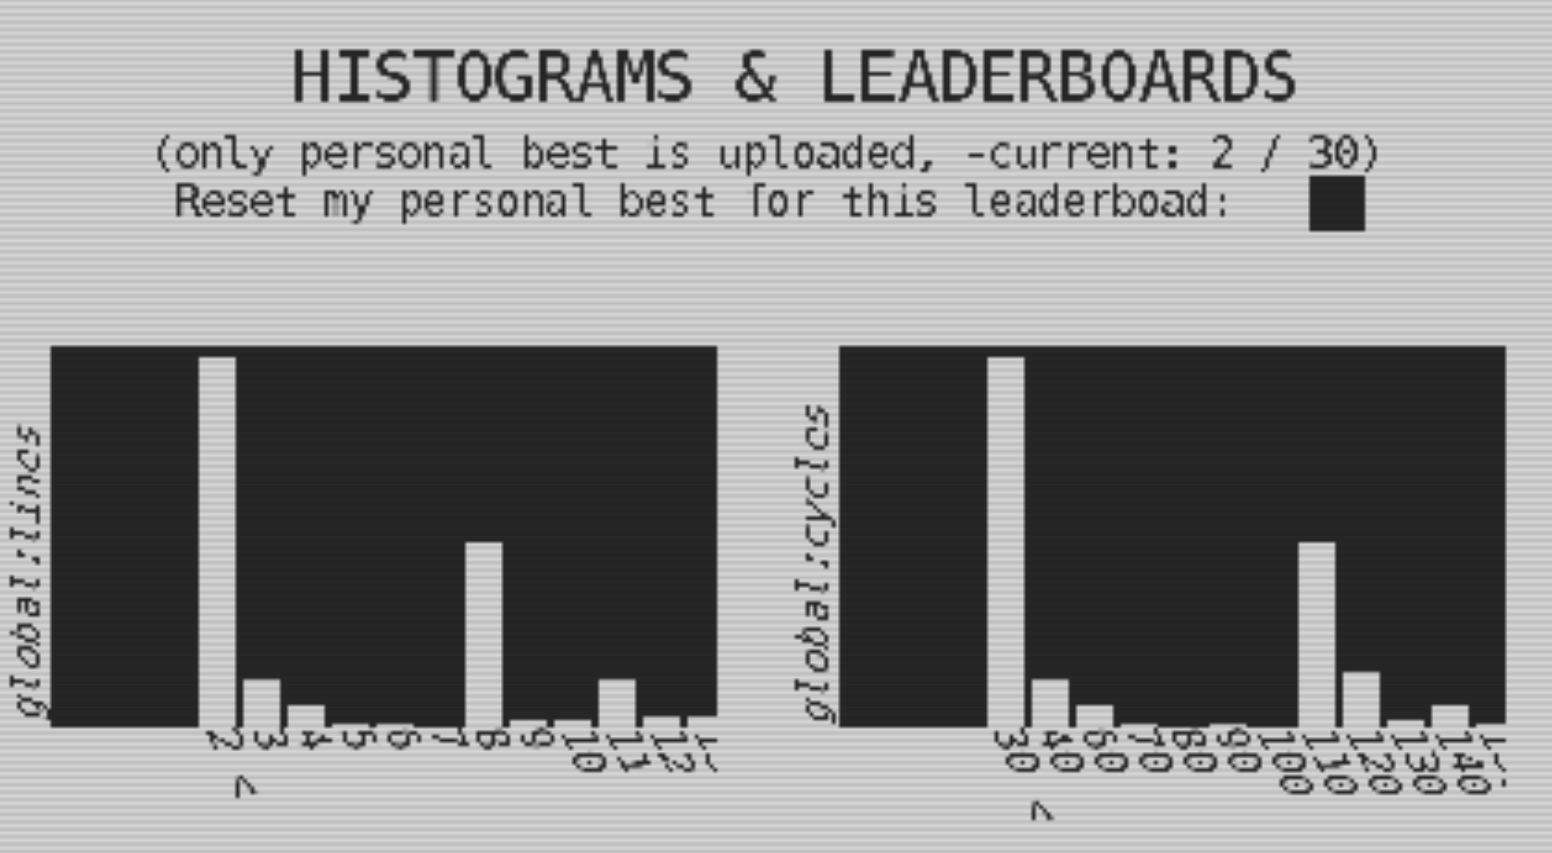 HISTOGRAMS & LEADERBOARDS
(only personal best is uploaded, -current: 2 / 30)
Reset my personal best for this leaderboad:
global:lines
2 3 4 5 6 7 8 9 10 11 12
<
global:cycles
30 40 60 70 80 90 100 110 120 130 140
<